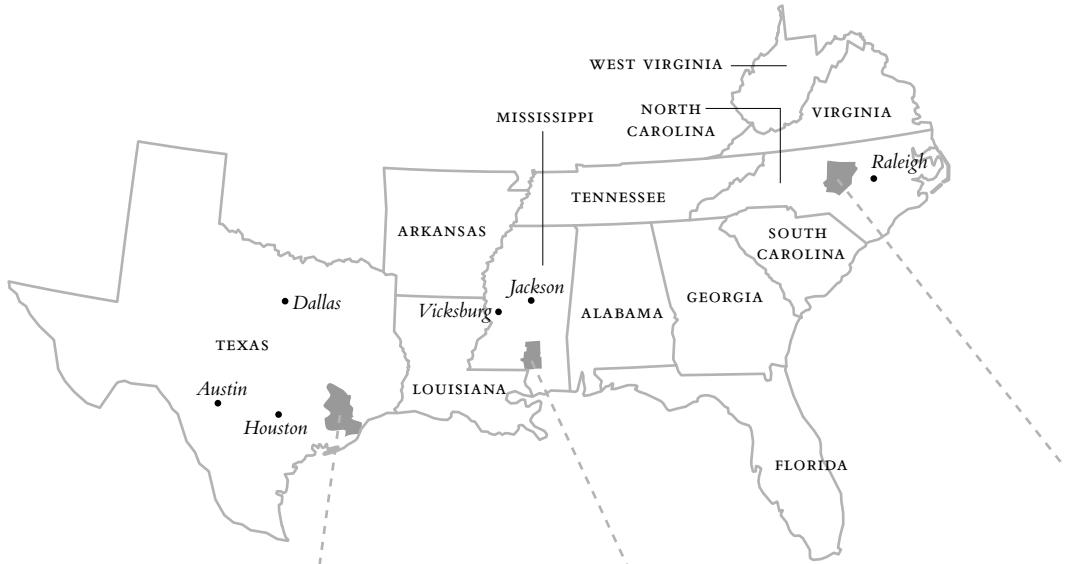 WEST VIRGINIA
NORTH
CAROLINA
VIRGINIA
MISSISSIPPI
Raleigh
TENNESSEE
ARKANSAS
SOUTH
CAROLINA
Jackson
Vicksburg
ALABAMA
GEORGIA
Dallas
TEXAS
Austin
Houston
LOUISIANA
FLORIDA